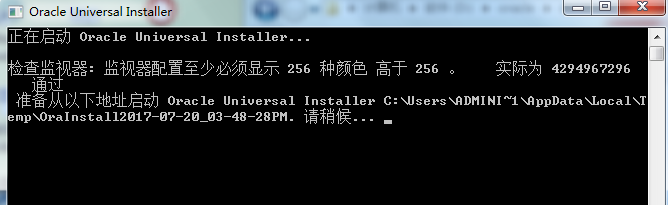 Oracle Universal Installer
正在启动 Oracle Universal Installer...
检查监视器: 监视器配置至少必须显示 256 种颜色 高于 256 。 实际为 4294967296
通过
准备从以下地址启动 Oracle Universal Installer C:\Users\ADMINI~1\AppData\Local\T
emp\OraInstall2017-07-20_03-48-28PM. 请稍候...